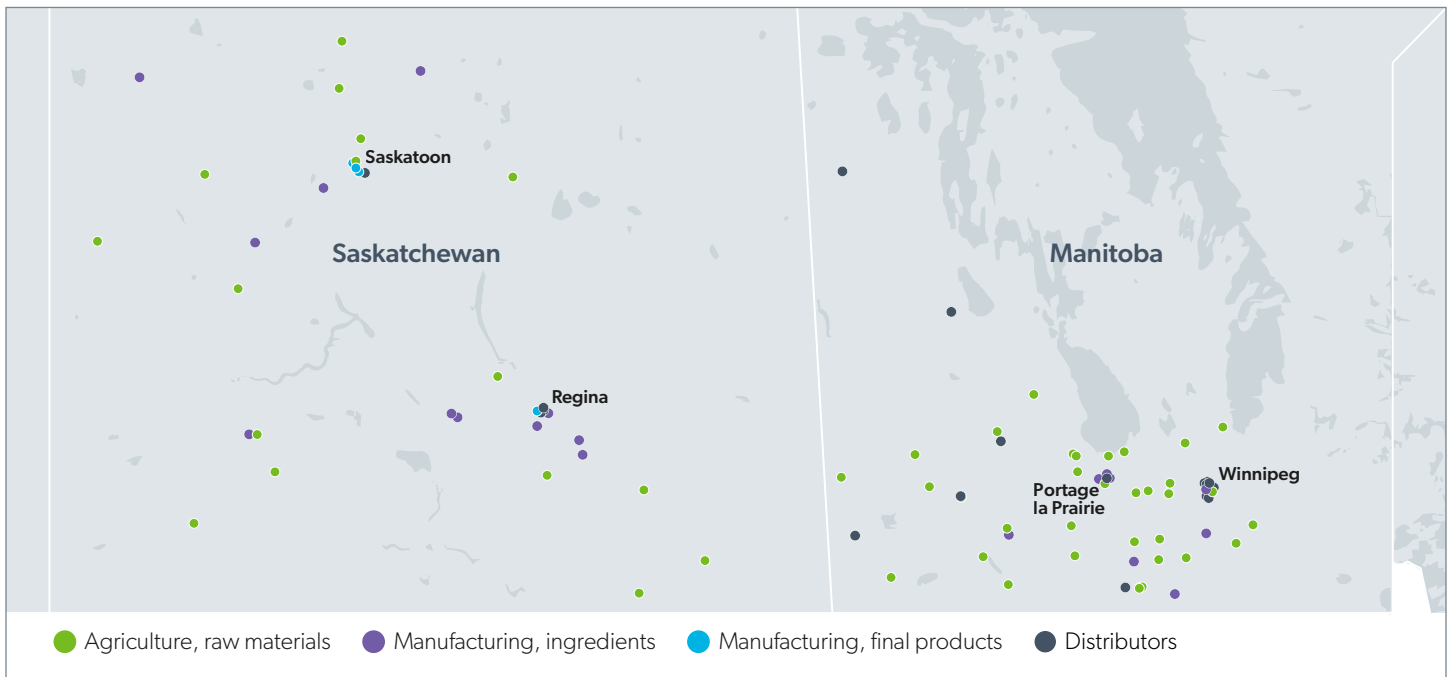 Saskatoon
Saskatchewan
Manitoba
Regina
Winnipeg
Portage
la Prairie
Agriculture, raw materials
Manufacturing, ingredients
Manufacturing, final products
Distributors